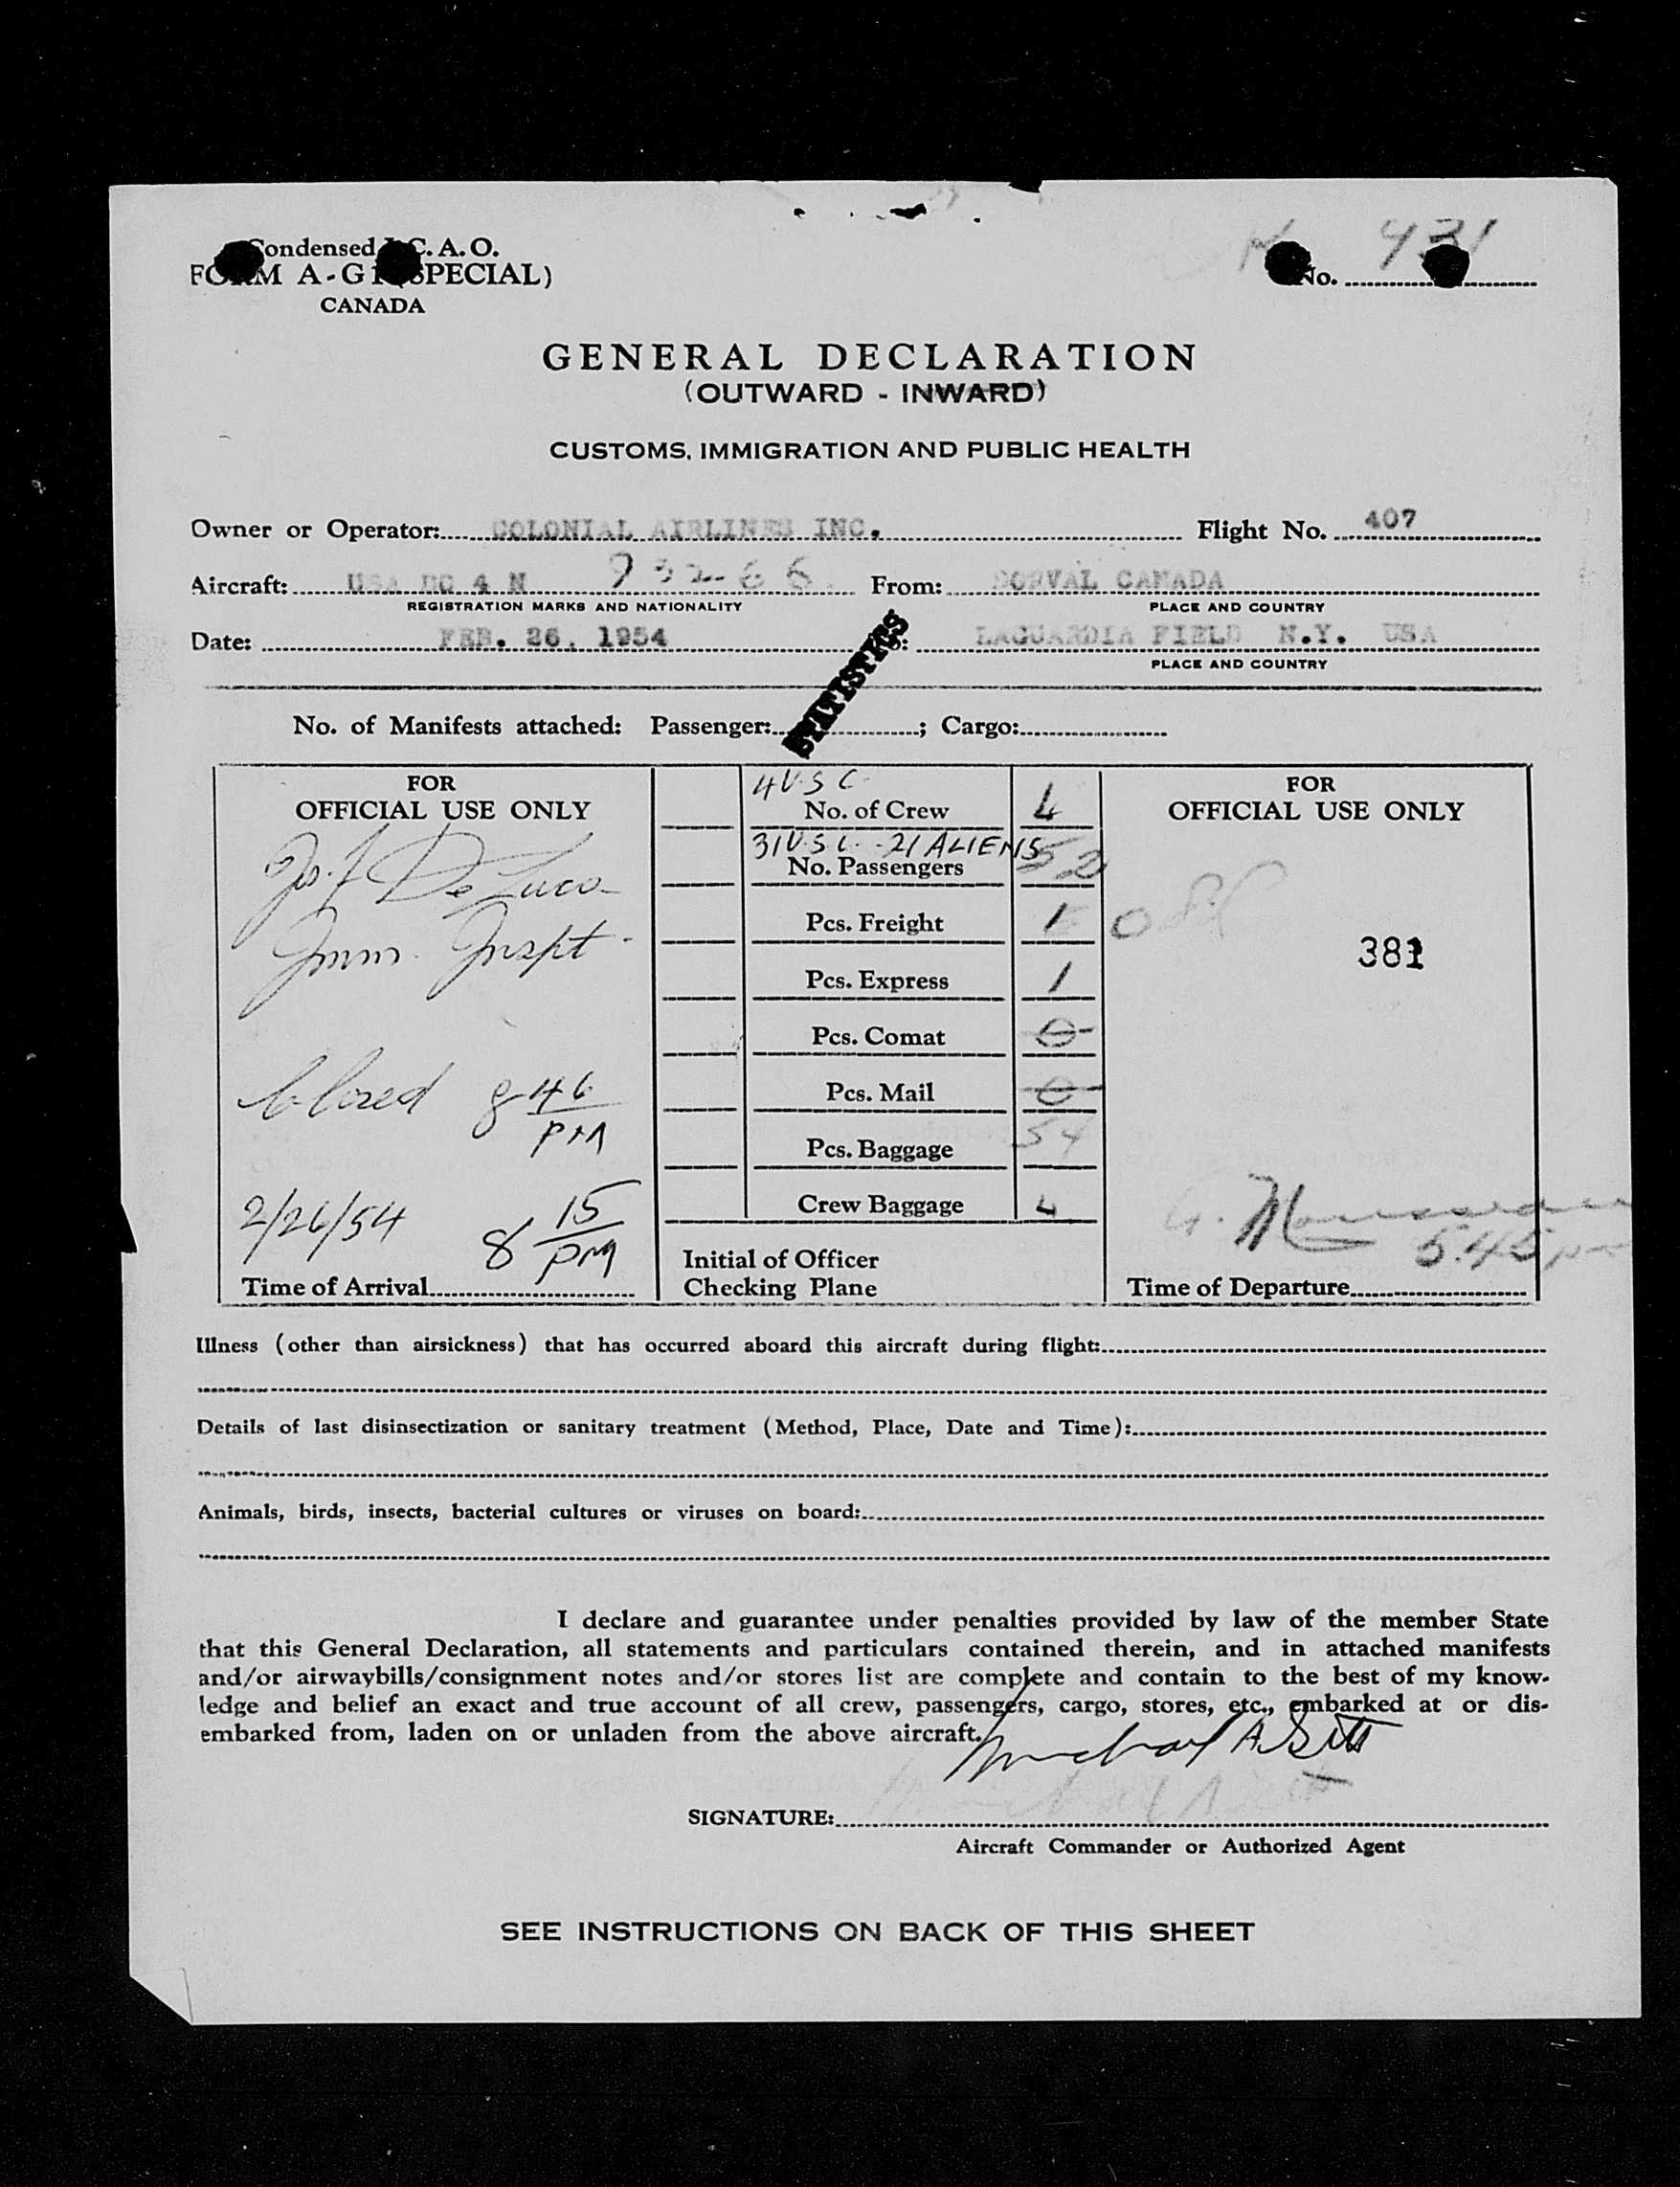 Condensed I.C.A.O.
FORM A-G1 (SPECIAL)
CANADA
No. 431
GENERAL DECLARATION
(OUTWARD - INWARD)
CUSTOMS, IMMIGRATION AND PUBLIC HEALTH
Owner or Operator: COLONIAL AIRLINES INC. Flight No. 407
Aircraft: USA DC 4 N 93266 From: DORVAL CANADA
REGISTRATION MARKS AND NATIONALITY PLACE AND COUNTRY
Date: FEB. 26, 1954 LAGUARDIA FIELD N.Y. USA
PLACE AND COUNTRY
STATISTICS
No. of Manifests attached: Passenger: ; Cargo:
FOR
OFFICIAL USE ONLY
Jos. F. De Luco
Imm. Inspt.
Closed 8 46 PM
2/26/54 8 15 PM
Time of Arrival
4 U.S.C.
No. of Crew 4
31 U.S.C. - 21 ALIENS
No. Passengers 52
Pcs. Freight 1
Pcs. Express 1
Pcs. Comat 0
Pcs. Mail 0
Pcs. Baggage 54
Crew Baggage 4
Initial of Officer
Checking Plane
FOR
OFFICIAL USE ONLY
381
5.45 pm
Time of Departure
Illness (other than airsickness) that has occurred aboard this aircraft during flight:
Details of last disinsectization or sanitary treatment (Method, Place, Date and Time):
Animals, birds, insects, bacterial cultures or viruses on board:
I declare and guarantee under penalties provided by law of the member State
that this General Declaration, all statements and particulars contained therein, and in attached manifests
and/or airwaybills/consignment notes and/or stores list are complete and contain to the best of my know-
ledge and belief an exact and true account of all crew, passengers, cargo, stores, etc., embarked at or dis-
embarked from, laden on or unladen from the above aircraft.
Michael A.
SIGNATURE:
Aircraft Commander or Authorized Agent
SEE INSTRUCTIONS ON BACK OF THIS SHEET